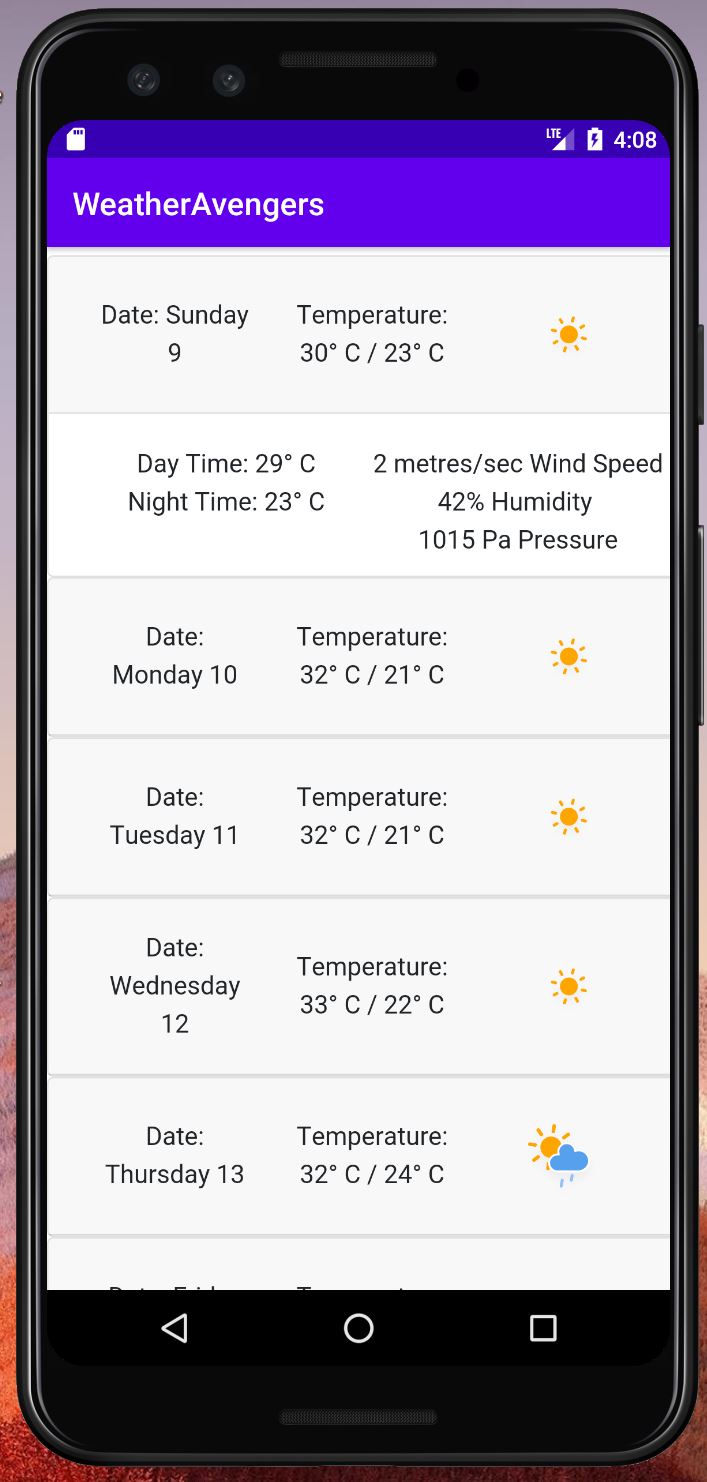 LTE 4:08
WeatherAvengers
Date: Sunday
9
Temperature:
30° C / 23° C
Day Time: 29° C
Night Time: 23° C
2 metres/sec Wind Speed
42% Humidity
1015 Pa Pressure
Date:
Monday 10
Temperature:
32° C / 21° C
Date:
Tuesday 11
Temperature:
32° C / 21° C
Date:
Wednesday
12
Temperature:
33° C / 22° C
Date:
Thursday 13
Temperature:
32° C / 24° C